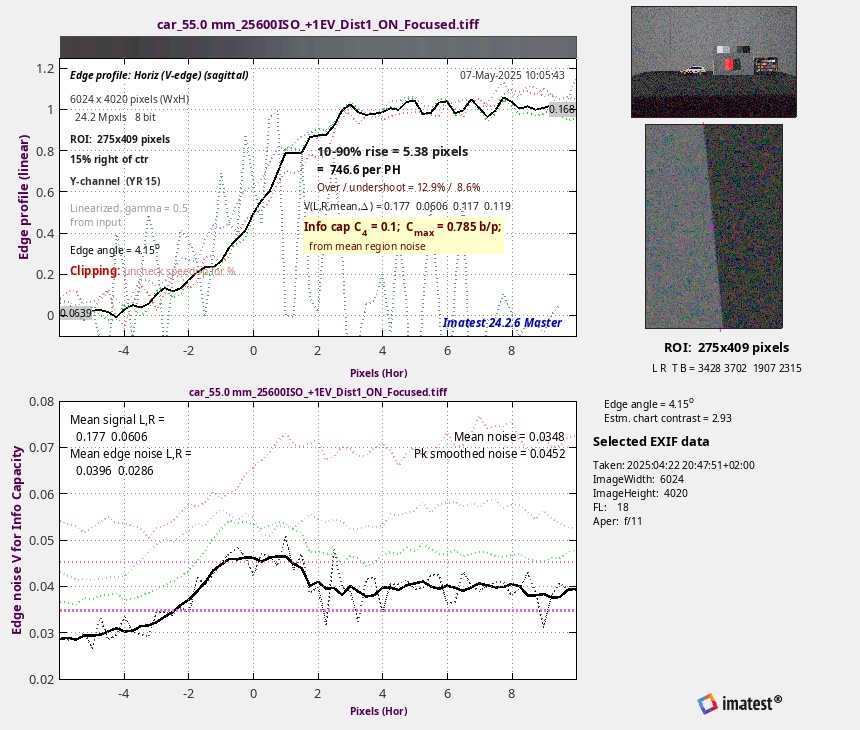 car_55.0 mm_25600ISO_+1EV_Dist1_ON_Focused.tiff
Edge profile: Horiz (V-edge) (sagittal)
07-May-2025 10:05:43
6024 x 4020 pixels (WxH)
24.2 Mpxls 8 bit
ROI: 275x409 pixels
15% right of ctr
Y-channel (YR 15)
Linearized, gamma = 0.5
from input
Edge angle = 4.15º
Clipping: uncheck speedup for %
10-90% rise = 5.38 pixels
= 746.6 per PH
Over / undershoot = 12.9% / 8.6%
V(L,R,mean,Δ) =0.177 0.0606 0.117 0.119
Info cap C4 = 0.1; Cmax = 0.785 b/p;
from mean region noise
0.168
0.0639
Imatest 24.2.6 Master
Edge profile (linear)
1.2
1
0.8
0.6
0.4
0.2
0
-4 -2 0 2 4 6 8
Pixels (Hor)
car_55.0 mm_25600ISO_+1EV_Dist1_ON_Focused.tiff
Mean signal L,R =
0.177 0.0606
Mean edge noise L,R =
0.0396 0.0286
Mean noise = 0.0348
Pk smoothed noise = 0.0452
Edge noise V for Info Capacity
0.08
0.07
0.06
0.05
0.04
0.03
0.02
-4 -2 0 2 4 6 8
Pixels (Hor)
ROI: 275x409 pixels
L R T B = 3428 3702 1907 2315
Edge angle = 4.15º
Estm. chart contrast = 2.93
Selected EXIF data
Taken: 2025:04:22 20:47:51+02:00
ImageWidth: 6024
ImageHeight: 4020
FL: 18
Aper: f/11
imatest®